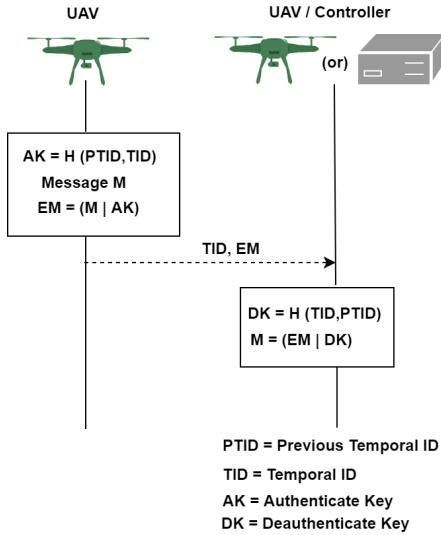 UAV
UAV / Controller
(or)
AK = H (PTID,TID)
Message M
EM = (M | AK)
TID, EM
DK = H (TID,PTID)
M = (EM | DK)
PTID = Previous Temporal ID
TID = Temporal ID
AK = Authenticate Key
DK = Deauthenticate Key